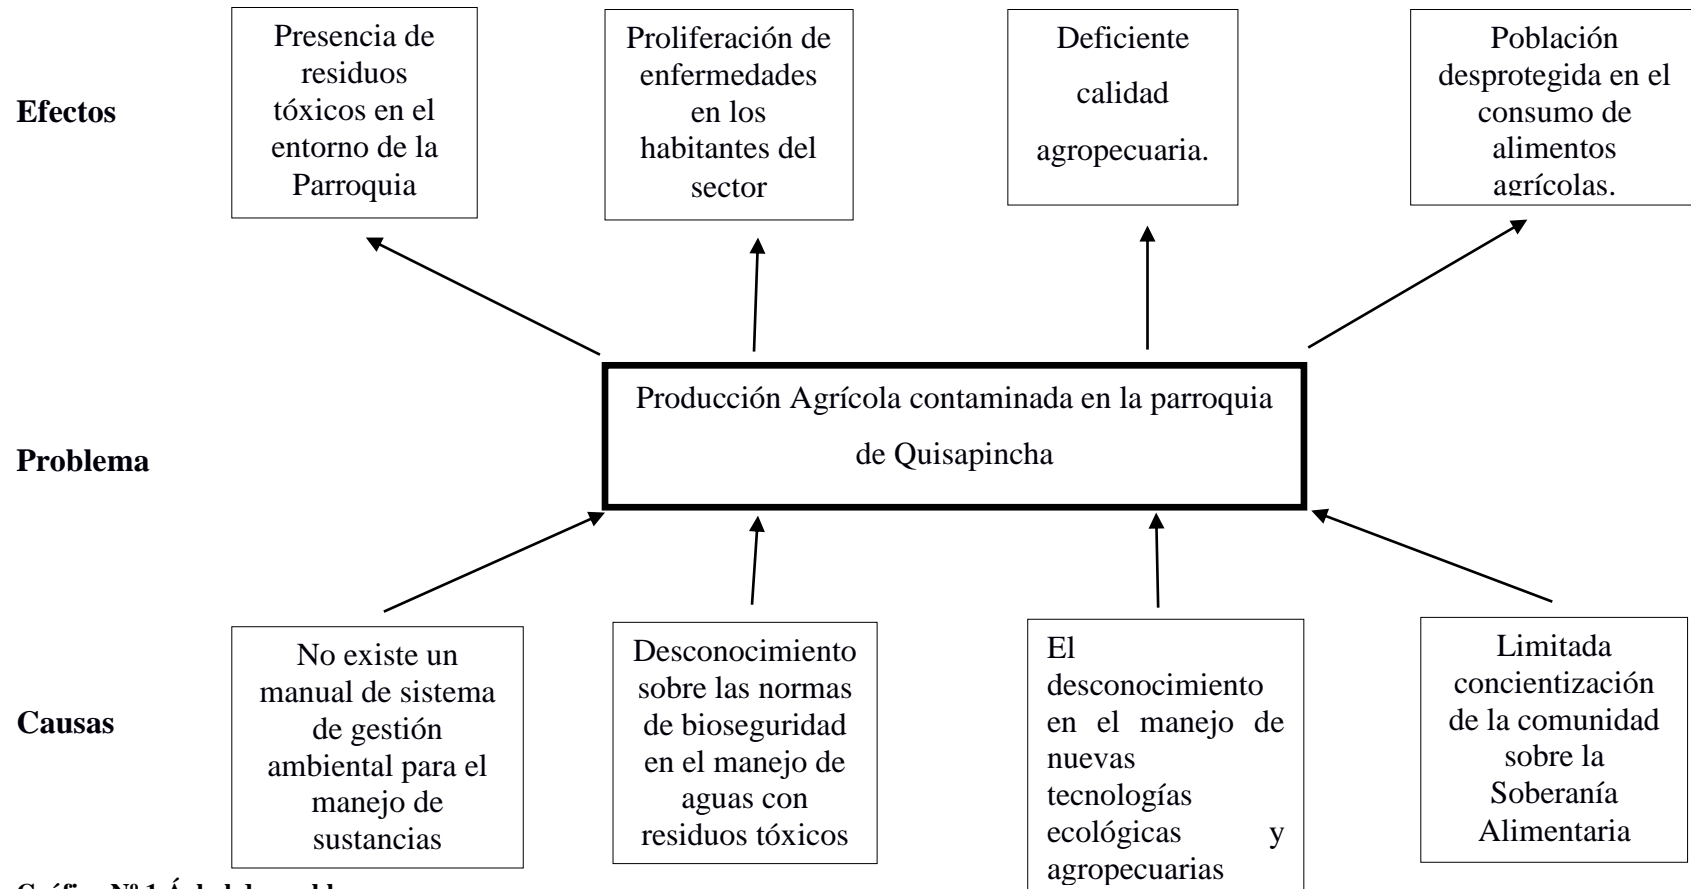 Presencia de
residuos
tóxicos en el
entorno de la
Parroquia
Proliferación de
enfermedades
en los
habitantes del
sector
Deficiente
calidad
agropecuaria.
Población
desprotegida en el
consumo de
alimentos
agrícolas.
Efectos
Producción Agrícola contaminada en la parroquia
de Quisapincha
Problema
No existe un
manual de sistema
de gestión
ambiental para el
manejo de
sustancias
Desconocimiento
sobre las normas
de bioseguridad
en el manejo de
aguas con
residuos tóxicos
El
desconocimiento
en el manejo de
nuevas
tecnologías
ecológicas y
agropecuarias
Limitada
concientización
de la comunidad
sobre la
Soberanía
Alimentaria
Causas